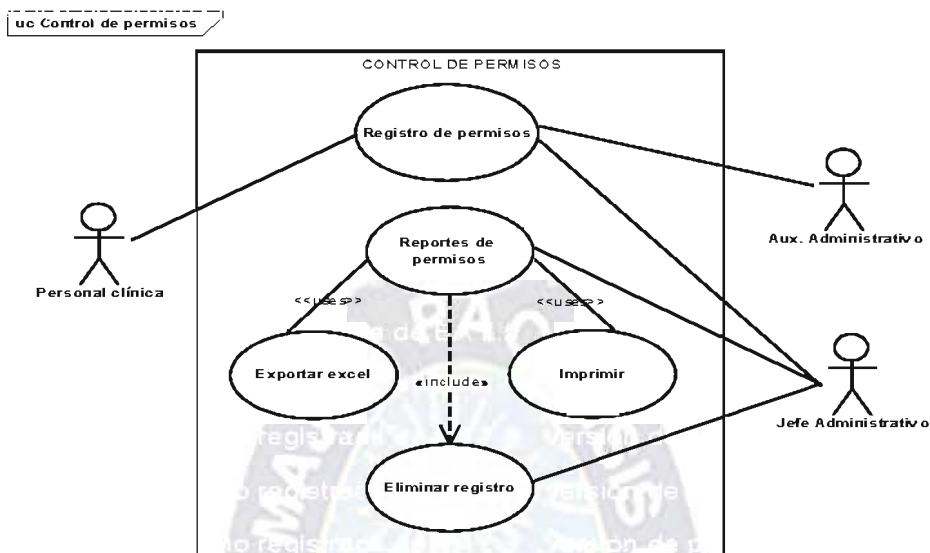 uc Control de permisos
CONTROL DE PERMISOS
Registro de permisos
Aux. Administrativo
Personal clínica
Reportes de
permisos
<<uses>>
<<uses>>
Exportar excel
«include»
Imprimir
Jefe Administrativo
Eliminar registro